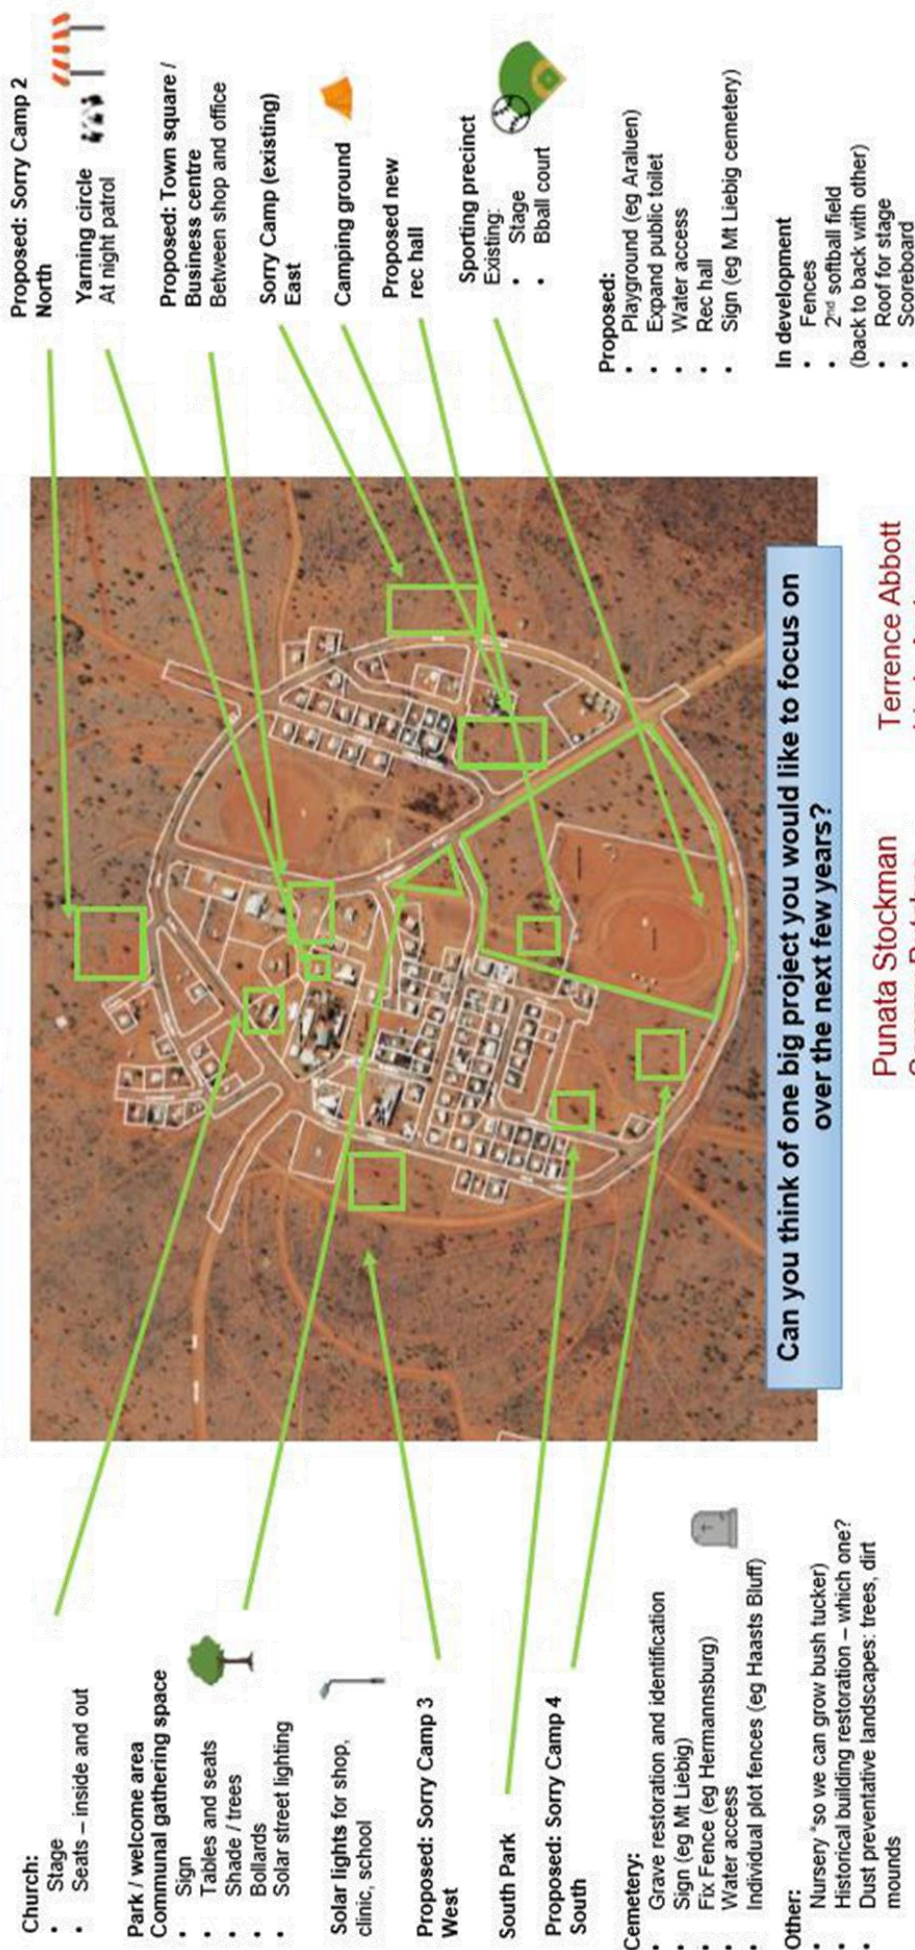 Church:
• Stage
• Seats – inside and out
Park / welcome area
Communal gathering space
• Sign
• Tables and seats
• Shade / trees
• Bollards
• Solar street lighting
Solar lights for shop,
clinic, school
Proposed: Sorry Camp 3
West
South Park
Proposed: Sorry Camp 4
South
Cemetery:
• Grave restoration and identification
• Sign (eg Mt Liebig)
• Fix Fence (eg Hermannsburg)
• Water access
• Individual plot fences (eg Haasts Bluff)
Other:
• Nursery “so we can grow bush tucker)
• Historical building restoration – which one?
• Dust preventative landscapes: trees, dirt
mounds
Can you think of one big project you would like to focus on
over the next few years?
Punata Stockman
Terrence Abbott
Proposed: Sorry Camp 2
North
Yarning circle
At night patrol
Proposed: Town square /
Business centre
Between shop and office
Sorry Camp (existing)
East
Camping ground
Proposed new
rec hall
Sporting precinct
Existing:
• Stage
• Bball court
Proposed:
• Playground (eg Araluen)
• Expand public toilet
• Water access
• Rec hall
• Sign (eg Mt Liebig cemetery)
In development
• Fences
• 2nd softball field
(back to back with other)
• Roof for stage
• Scoreboard